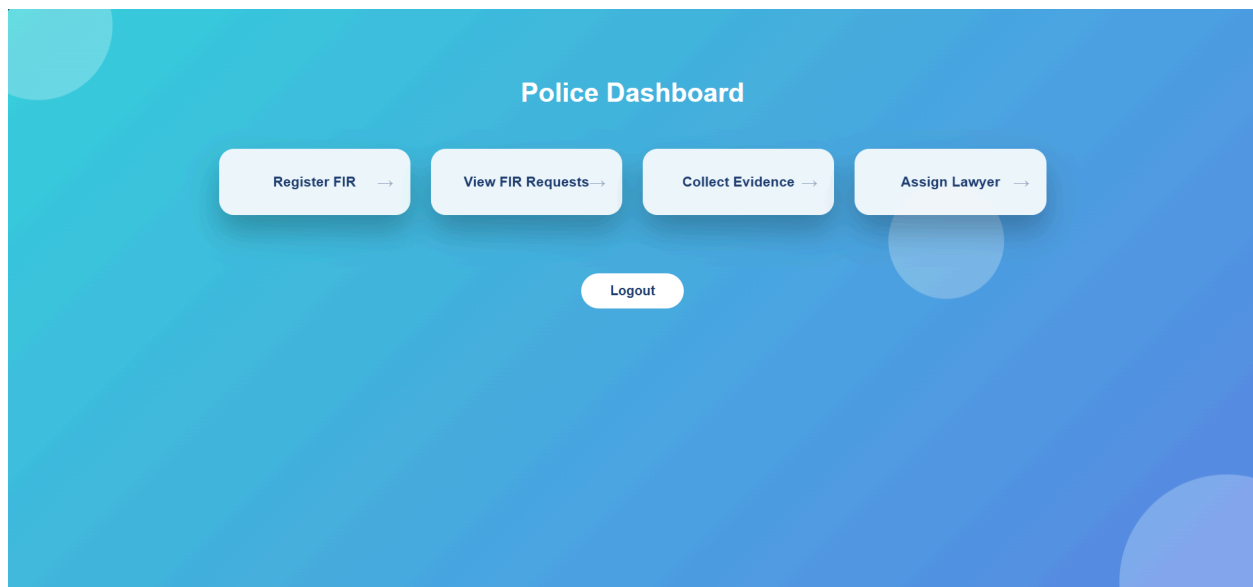 Police Dashboard
Register FIR →
View FIR Requests→
Collect Evidence →
Assign Lawyer →
Logout